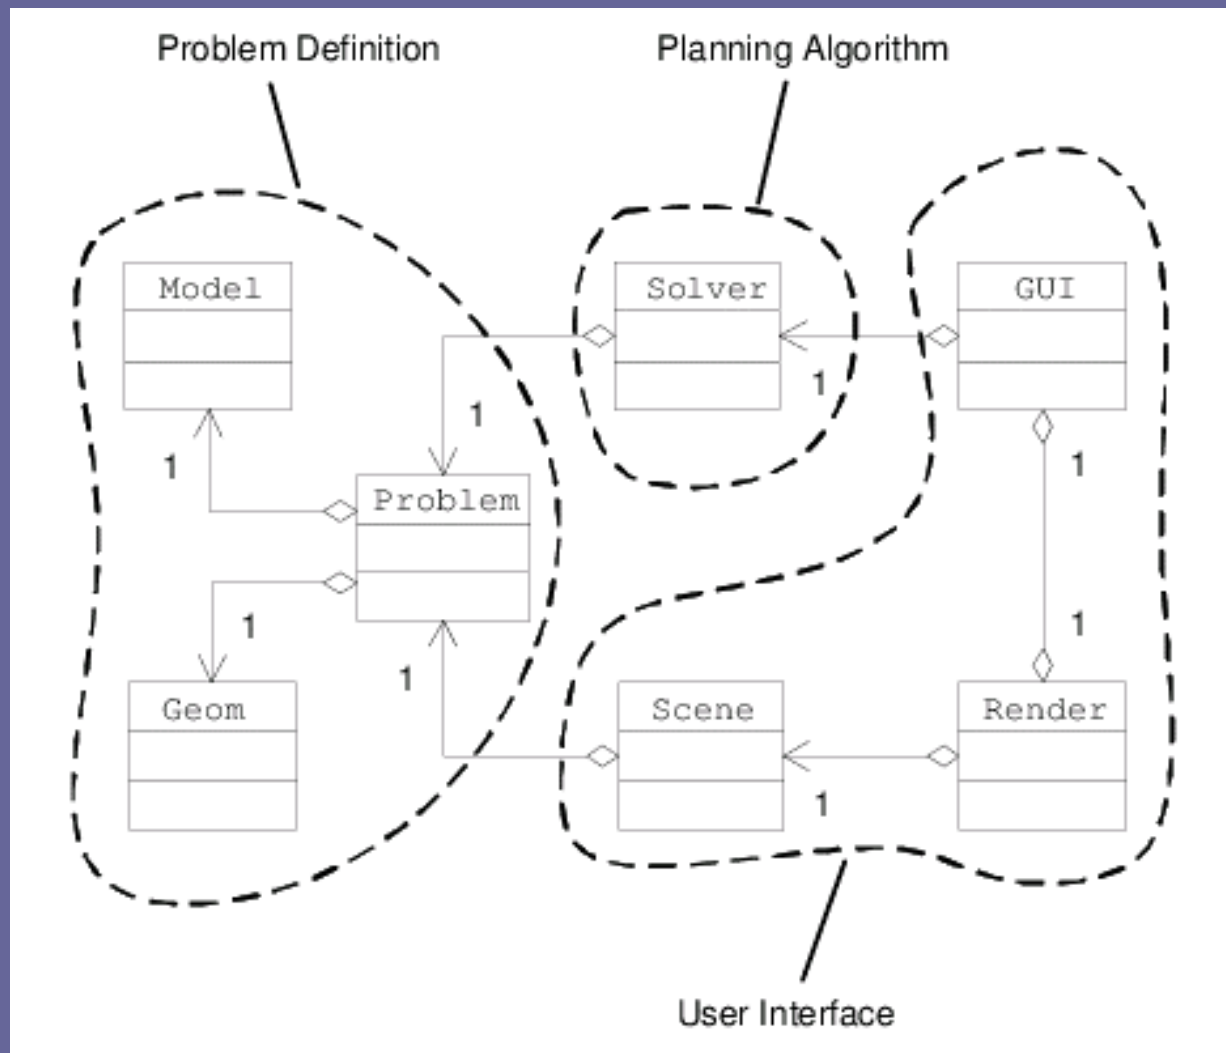 Problem Definition
Planning Algorithm
Model
Solver
GUI
1
1
1
1
Problem
1
1
1
Geom
Scene
Render
1
User Interface